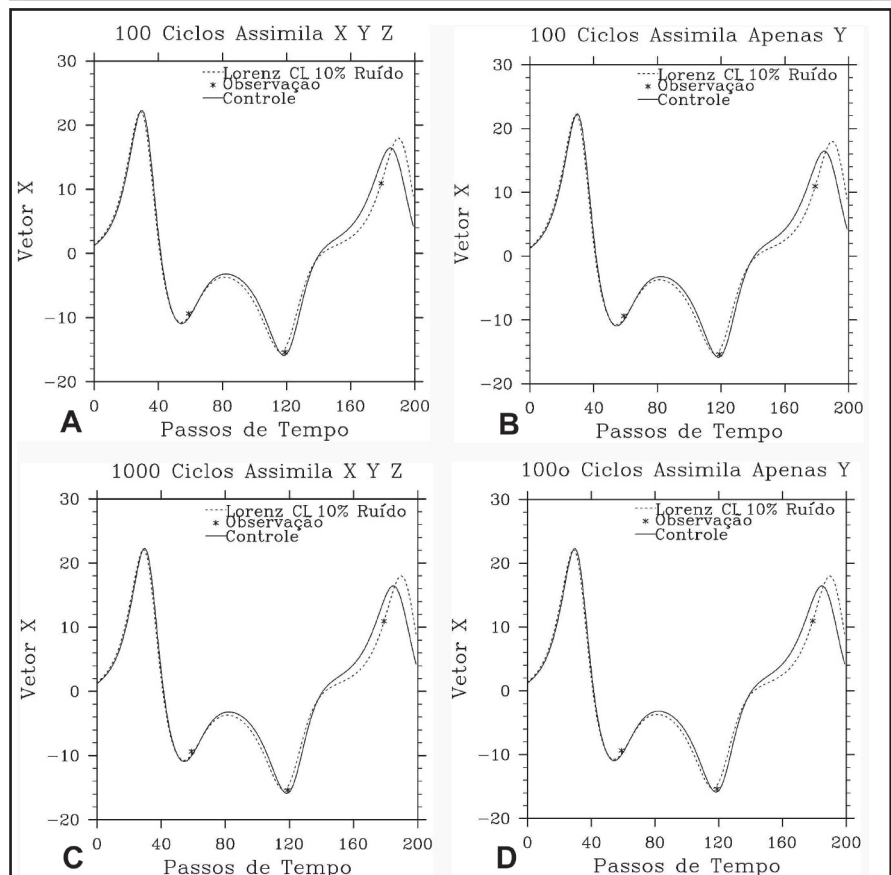 100 Ciclos Assimila X Y Z
Lorenz CL 10% Ruído
* Observação
Controle
30
20
10
0
−10
−20
Vetor X
0 40 80 120 160 200
Passos de Tempo
A
100 Ciclos Assimila Apenas Y
Lorenz CL 10% Ruído
* Observação
Controle
30
20
10
0
−10
−20
Vetor X
0 40 80 120 160 200
Passos de Tempo
B
1000 Ciclos Assimila X Y Z
Lorenz CL 10% Ruído
* Observação
Controle
30
20
10
0
−10
−20
Vetor X
0 40 80 120 160 200
Passos de Tempo
C
100o Ciclos Assimila Apenas Y
Lorenz CL 10% Ruído
* Observação
Controle
30
20
10
0
−10
−20
Vetor X
0 40 80 120 160 200
Passos de Tempo
D